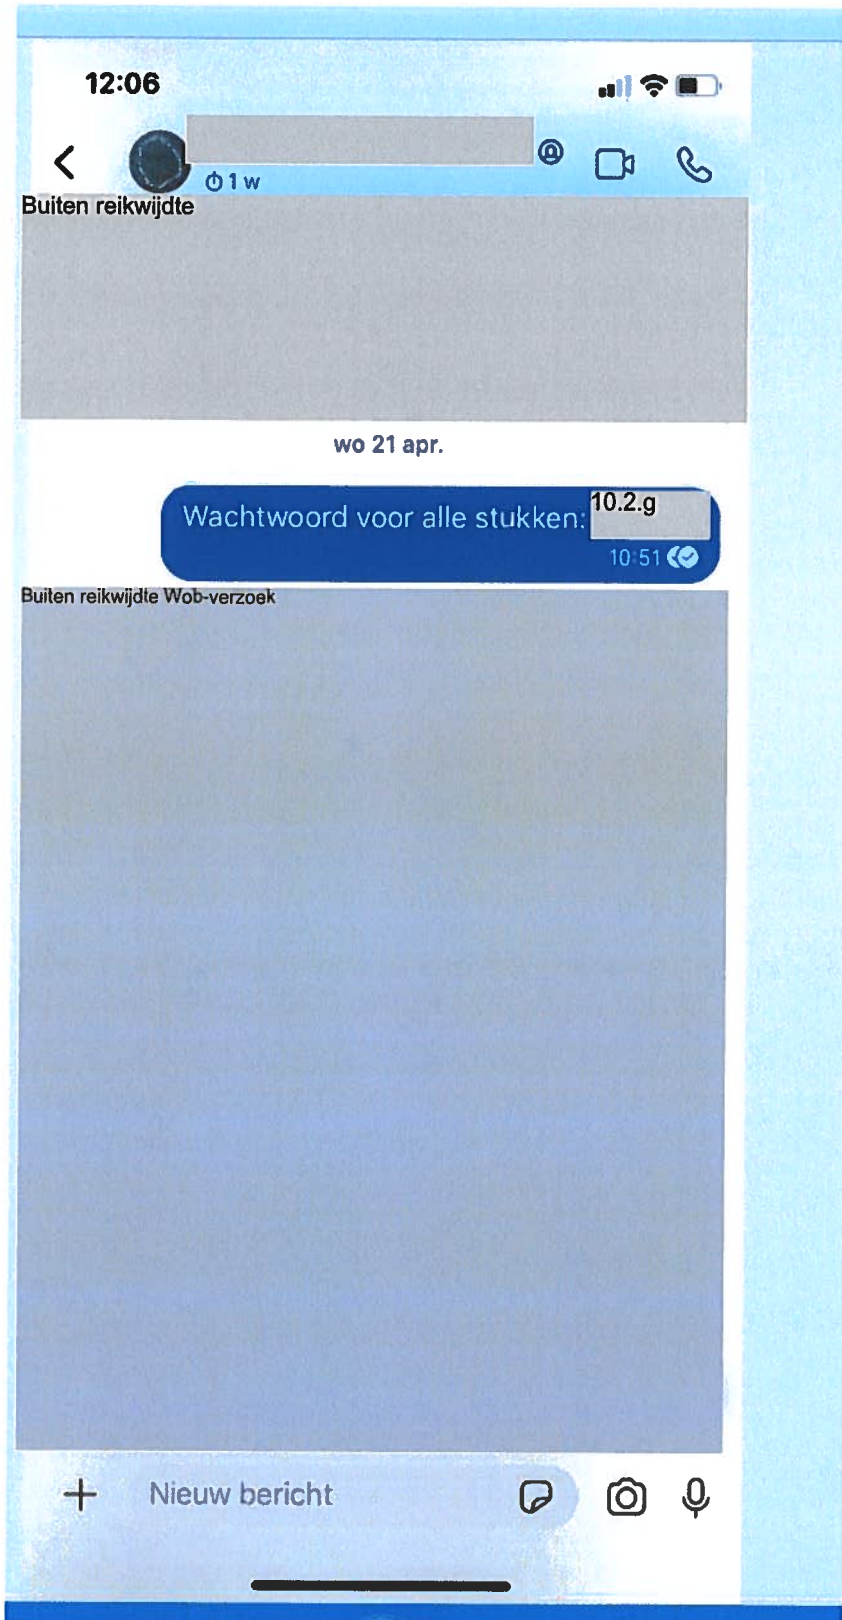 12:06
1 w
Buiten reikwijdte
wo 21 apr.
Wachtwoord voor alle stukken: 10.2.g
10:51
Buiten reikwijdte Wob-verzoek
Nieuw bericht